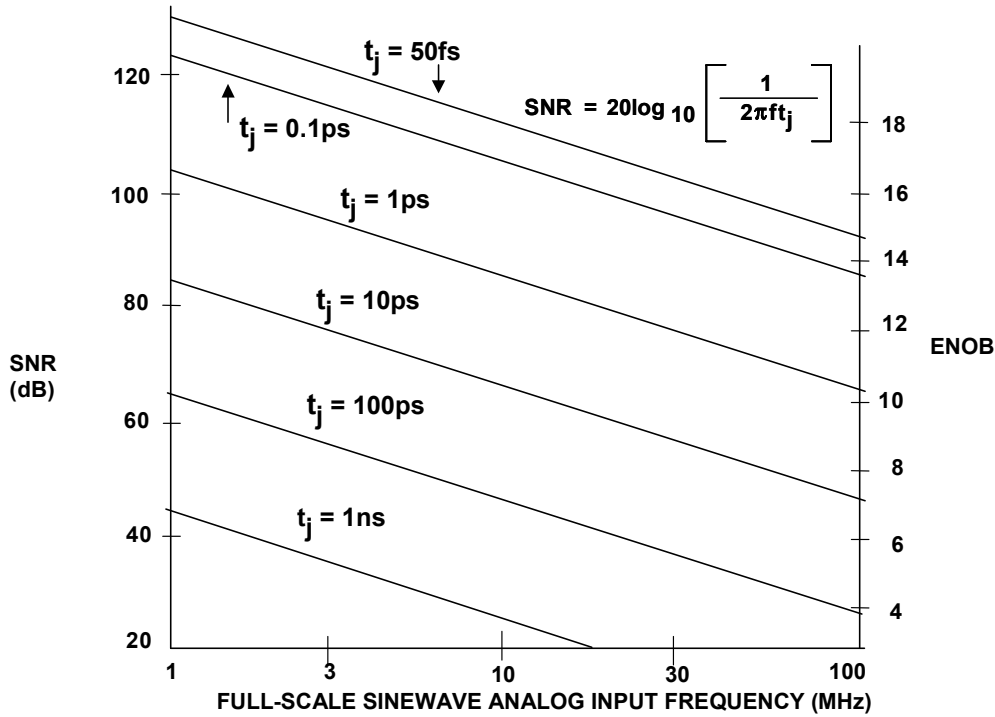 t_j = 50fs
SNR = 20log 10 [ 1 / 2πft_j ]
120
18
t_j = 0.1ps
100
16
t_j = 1ps
14
80
t_j = 10ps
12
SNR
(dB)
ENOB
60
t_j = 100ps
10
8
40
t_j = 1ns
6
4
20
1 3 10 30 100
FULL-SCALE SINEWAVE ANALOG INPUT FREQUENCY (MHz)